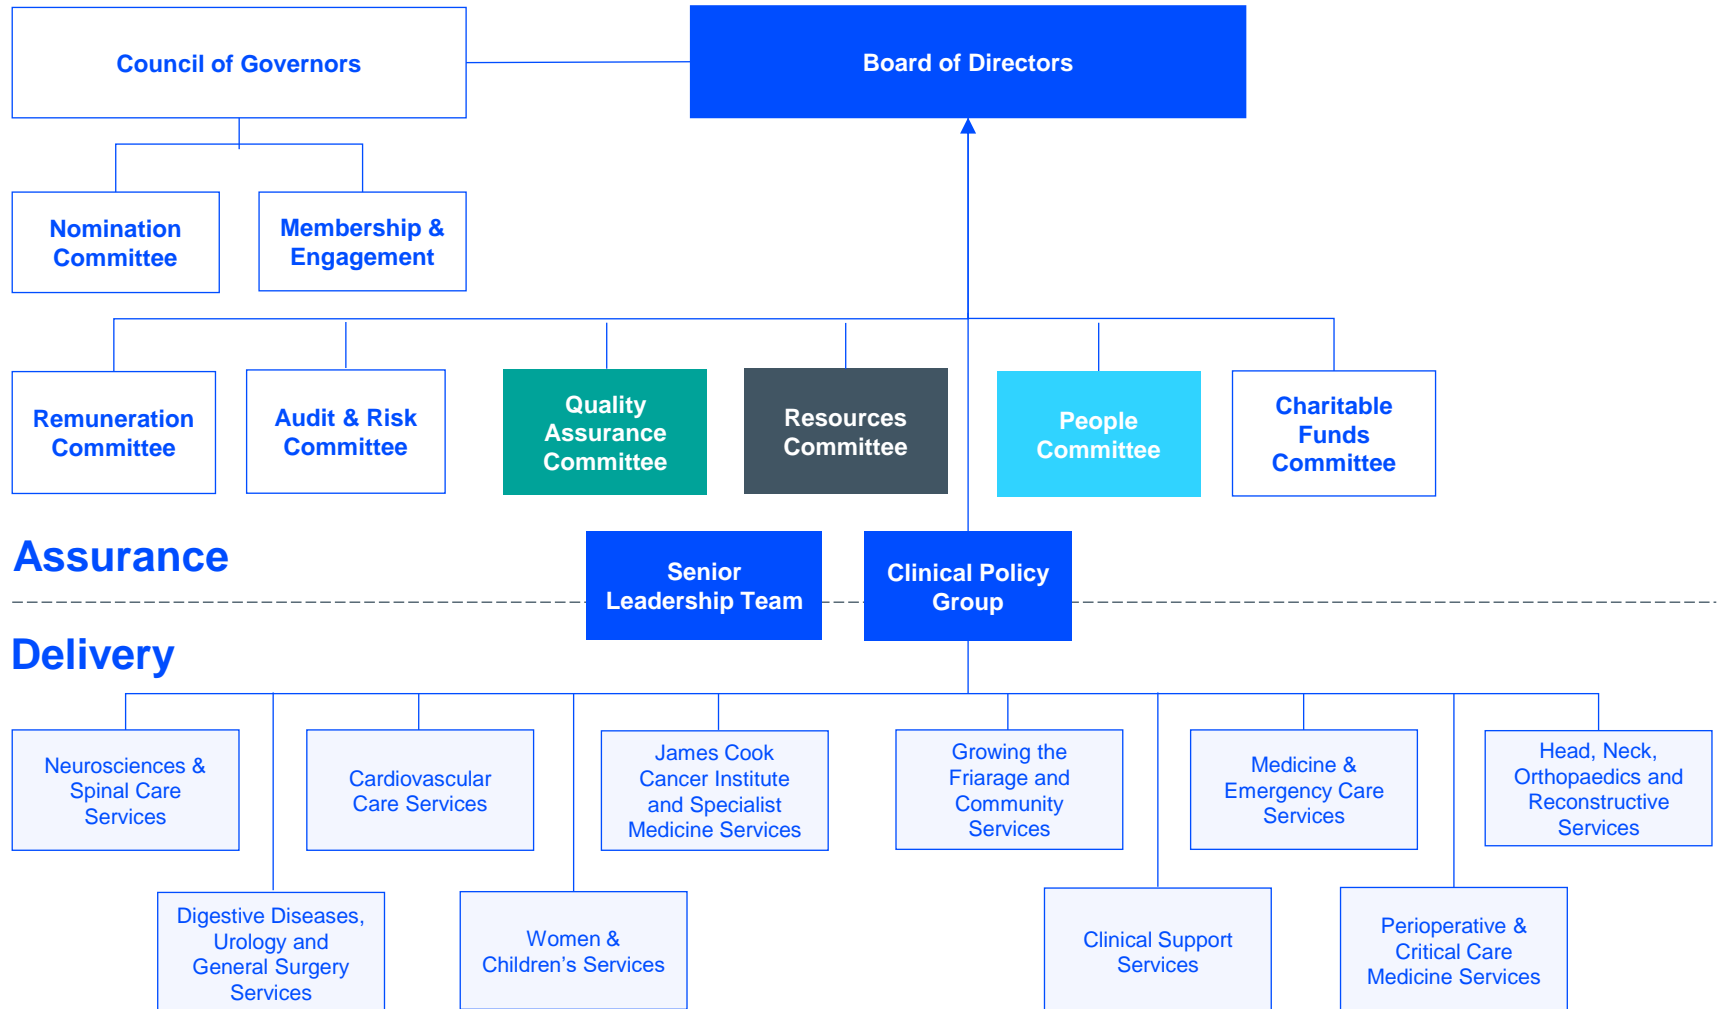 Council of Governors
Board of Directors
Nomination
Committee
Membership &
Engagement
Remuneration
Committee
Audit & Risk
Committee
Quality
Assurance
Committee
Resources
Committee
People
Committee
Charitable
Funds
Committee
Assurance
Senior
Leadership Team
Clinical Policy
Group
Delivery
Neurosciences &
Spinal Care
Services
Cardiovascular
Care Services
James Cook
Cancer Institute
and Specialist
Medicine Services
Growing the
Friarage and
Community
Services
Medicine &
Emergency Care
Services
Head, Neck,
Orthopaedics and
Reconstructive
Services
Digestive Diseases,
Urology and
General Surgery
Services
Women &
Children’s Services
Clinical Support
Services
Perioperative &
Critical Care
Medicine Services